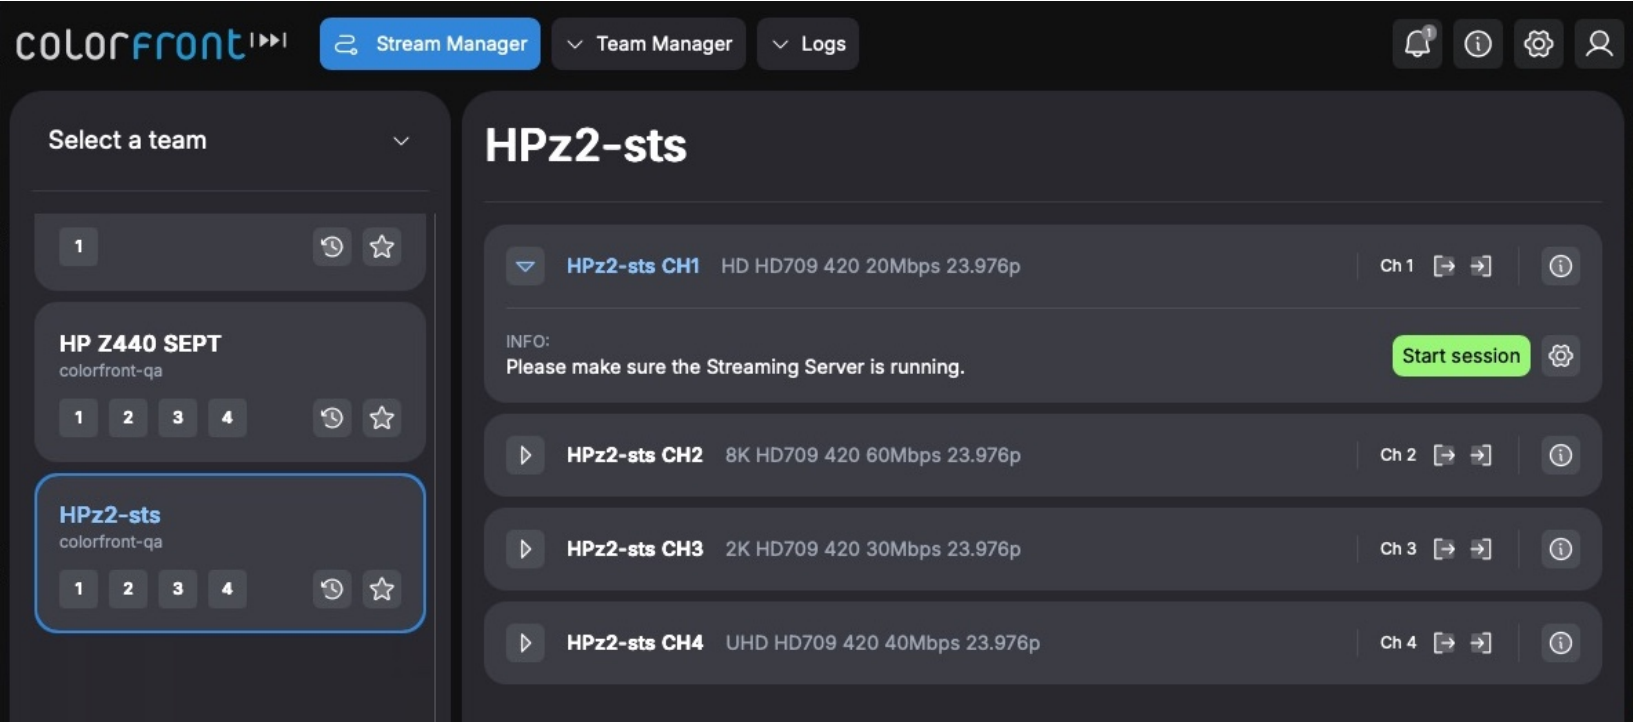 colorfront
Stream Manager
Team Manager
Logs
1
Select a team
1
HP Z440 SEPT
colorfront-qa
1 2 3 4
HPz2-sts
colorfront-qa
1 2 3 4
HPz2-sts
HPz2-sts CH1 HD HD709 420 20Mbps 23.976p Ch 1
INFO:
Please make sure the Streaming Server is running.
Start session
HPz2-sts CH2 8K HD709 420 60Mbps 23.976p Ch 2
HPz2-sts CH3 2K HD709 420 30Mbps 23.976p Ch 3
HPz2-sts CH4 UHD HD709 420 40Mbps 23.976p Ch 4